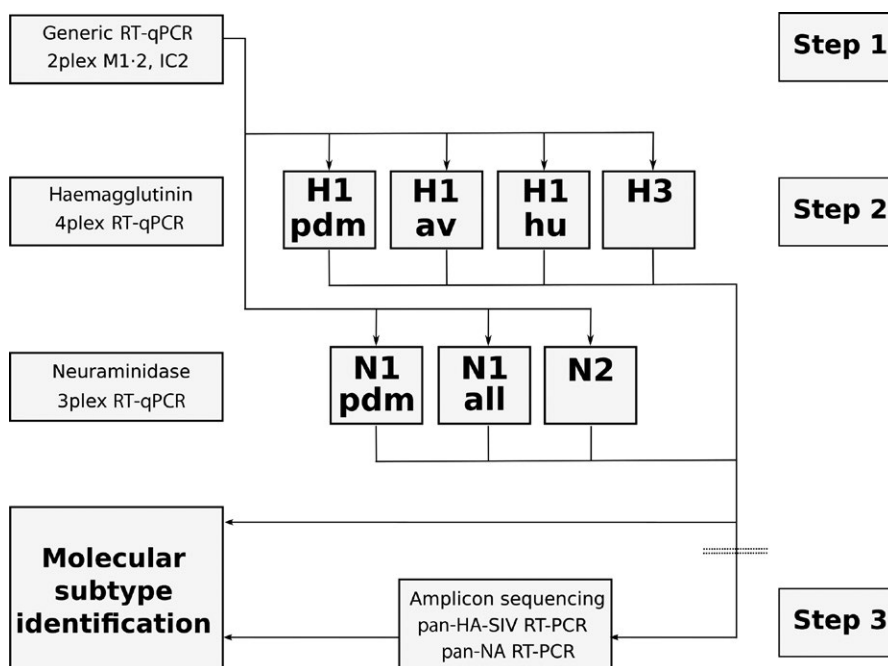 Generic RT-qPCR
2plex M1·2, IC2
Step 1
Haemagglutinin
4plex RT-qPCR
H1
pdm
H1
av
H1
hu
H3
Step 2
Neuraminidase
3plex RT-qPCR
N1
pdm
N1
all
N2
Molecular
subtype
identification
Amplicon sequencing
pan-HA-SIV RT-PCR
pan-NA RT-PCR
Step 3